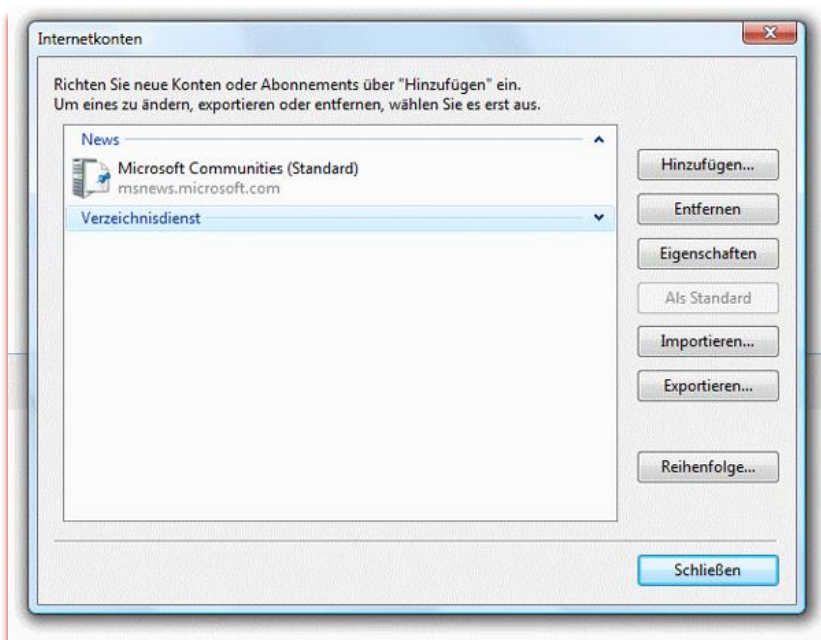 Internetkonten
Richten Sie neue Konten oder Abonnements über "Hinzufügen" ein.
Um eines zu ändern, exportieren oder entfernen, wählen Sie es erst aus.
News
Microsoft Communities (Standard)
msnews.microsoft.com
Verzeichnisdienst
Hinzufügen...
Entfernen
Eigenschaften
Als Standard
Importieren...
Exportieren...
Reihenfolge...
Schließen